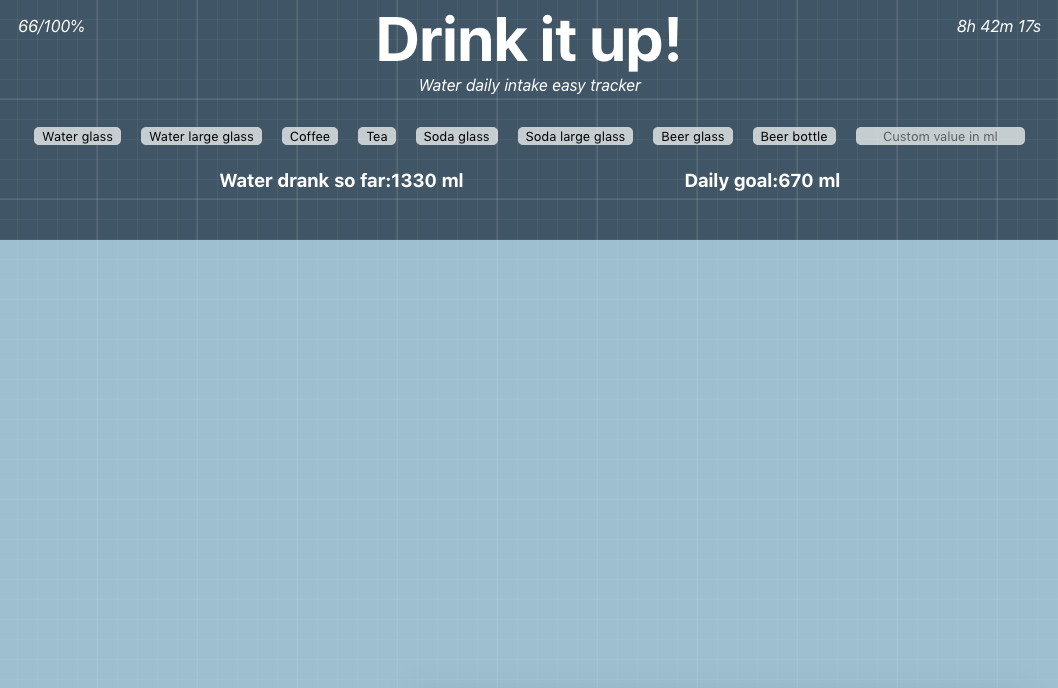 66/100%
Drink it up!
8h 42m 17s
Water daily intake easy tracker
Water glass Water large glass Coffee Tea Soda glass Soda large glass Beer glass Beer bottle Custom value in ml
Water drank so far:1330 ml Daily goal:670 ml